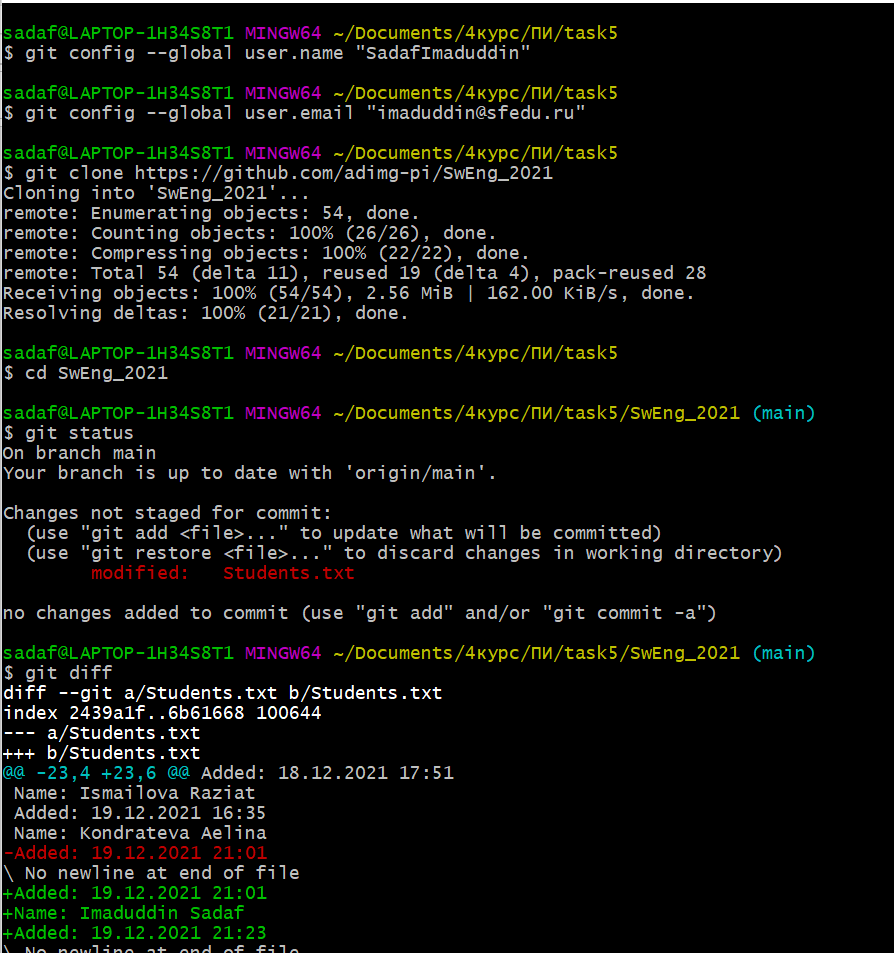 sadaf@LAPTOP-1H34S8T1 MINGW64 ~/Documents/4курс/ПИ/task5
$ git config --global user.name "SadafImaduddin"
sadaf@LAPTOP-1H34S8T1 MINGW64 ~/Documents/4курс/ПИ/task5
$ git config --global user.email "imaduddin@sfedu.ru"
sadaf@LAPTOP-1H34S8T1 MINGW64 ~/Documents/4курс/ПИ/task5
$ git clone https://github.com/adimg-pi/SwEng_2021
Cloning into 'SwEng_2021'...
remote: Enumerating objects: 54, done.
remote: Counting objects: 100% (26/26), done.
remote: Compressing objects: 100% (22/22), done.
remote: Total 54 (delta 11), reused 19 (delta 4), pack-reused 28
Receiving objects: 100% (54/54), 2.56 MiB | 162.00 KiB/s, done.
Resolving deltas: 100% (21/21), done.
sadaf@LAPTOP-1H34S8T1 MINGW64 ~/Documents/4курс/ПИ/task5
$ cd SwEng_2021
sadaf@LAPTOP-1H34S8T1 MINGW64 ~/Documents/4курс/ПИ/task5/SwEng_2021 (main)
$ git status
On branch main
Your branch is up to date with 'origin/main'.
Changes not staged for commit:
  (use "git add <file>..." to update what will be committed)
  (use "git restore <file>..." to discard changes in working directory)
        modified:   Students.txt
no changes added to commit (use "git add" and/or "git commit -a")
sadaf@LAPTOP-1H34S8T1 MINGW64 ~/Documents/4курс/ПИ/task5/SwEng_2021 (main)
$ git diff
diff --git a/Students.txt b/Students.txt
index 2439a1f..6b61668 100644
--- a/Students.txt
+++ b/Students.txt
@@ -23,4 +23,6 @@ Added: 18.12.2021 17:51
 Name: Ismailova Raziat
 Added: 19.12.2021 16:35
 Name: Kondrateva Aelina
-Added: 19.12.2021 21:01
\ No newline at end of file
+Added: 19.12.2021 21:01
+Name: Imaduddin Sadaf
+Added: 19.12.2021 21:23
\ No newline at end of file